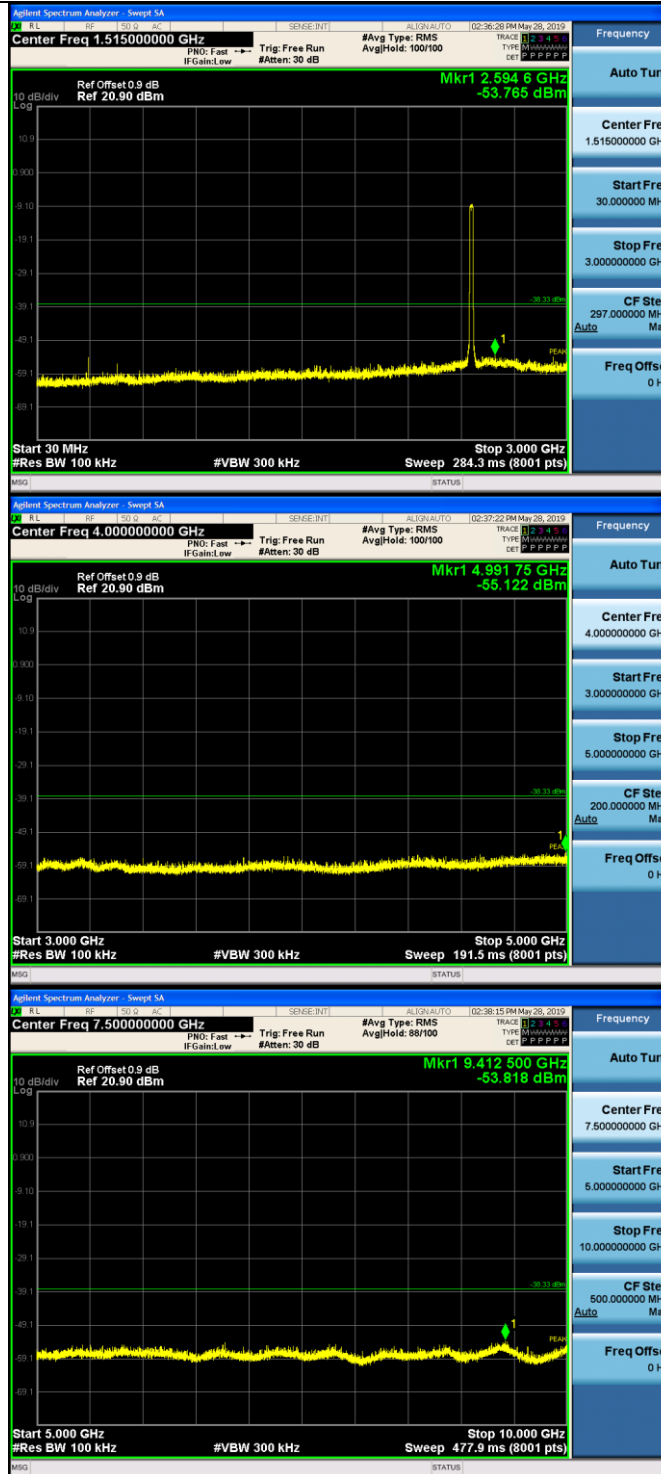 Agilent Spectrum Analyzer - Swept SA
RL RF 50 Ω AC SENSE:INT ALIGN AUTO 02:36:28 PM May 28, 2019
Center Freq 1.515000000 GHz
PNO: Fast Trig: Free Run
IFGain:Low #Atten: 30 dB
#Avg Type: RMS
Avg|Hold: 100/100
TRACE 1 2 3 4 5 6
TYPE M W W W W W
DET P P P P P P
Frequency
Auto Tun
Mkr1 2.594 6 GHz
-53.765 dBm
Ref Offset 0.9 dB
10 dB/div Ref 20.90 dBm
Log
10.9
0.900
-9.10
-19.1
-29.1
-39.1
-49.1
-59.1
-69.1
-38.33 dBm
1
PEAK
Center Fre
1.515000000 GH
Start Fre
30.000000 MH
Stop Fre
3.000000000 GH
CF Ste
297.000000 MH
Auto Ma
Freq Offse
0 H
Start 30 MHz Stop 3.000 GHz
#Res BW 100 kHz #VBW 300 kHz Sweep 284.3 ms (8001 pts)
MSG STATUS
Agilent Spectrum Analyzer - Swept SA
RL RF 50 Ω AC SENSE:INT ALIGN AUTO 02:37:22 PM May 28, 2019
Center Freq 4.000000000 GHz
PNO: Fast Trig: Free Run
IFGain:Low #Atten: 30 dB
#Avg Type: RMS
Avg|Hold: 100/100
TRACE 1 2 3 4 5 6
TYPE M W W W W W
DET P P P P P P
Frequency
Auto Tun
Mkr1 4.991 75 GHz
-55.122 dBm
Ref Offset 0.9 dB
10 dB/div Ref 20.90 dBm
Log
10.9
0.900
-9.10
-19.1
-29.1
-39.1
-49.1
-59.1
-69.1
-38.33 dBm
1
PEAK
Center Fre
4.000000000 GH
Start Fre
3.000000000 GH
Stop Fre
5.000000000 GH
CF Ste
200.000000 MH
Auto Ma
Freq Offse
0 H
Start 3.000 GHz Stop 5.000 GHz
#Res BW 100 kHz #VBW 300 kHz Sweep 191.5 ms (8001 pts)
MSG STATUS
Agilent Spectrum Analyzer - Swept SA
RL RF 50 Ω AC SENSE:INT ALIGN AUTO 02:38:15 PM May 28, 2019
Center Freq 7.500000000 GHz
PNO: Fast Trig: Free Run
IFGain:Low #Atten: 30 dB
#Avg Type: RMS
Avg|Hold: 88/100
TRACE 1 2 3 4 5 6
TYPE M W W W W W
DET P P P P P P
Frequency
Auto Tun
Mkr1 9.412 500 GHz
-53.818 dBm
Ref Offset 0.9 dB
10 dB/div Ref 20.90 dBm
Log
10.9
0.900
-9.10
-19.1
-29.1
-39.1
-49.1
-59.1
-69.1
-38.33 dBm
1
PEAK
Center Fre
7.500000000 GH
Start Fre
5.000000000 GH
Stop Fre
10.000000000 GH
CF Ste
500.000000 MH
Auto Ma
Freq Offse
0 H
Start 5.000 GHz Stop 10.000 GHz
#Res BW 100 kHz #VBW 300 kHz Sweep 477.9 ms (8001 pts)
MSG STATUS